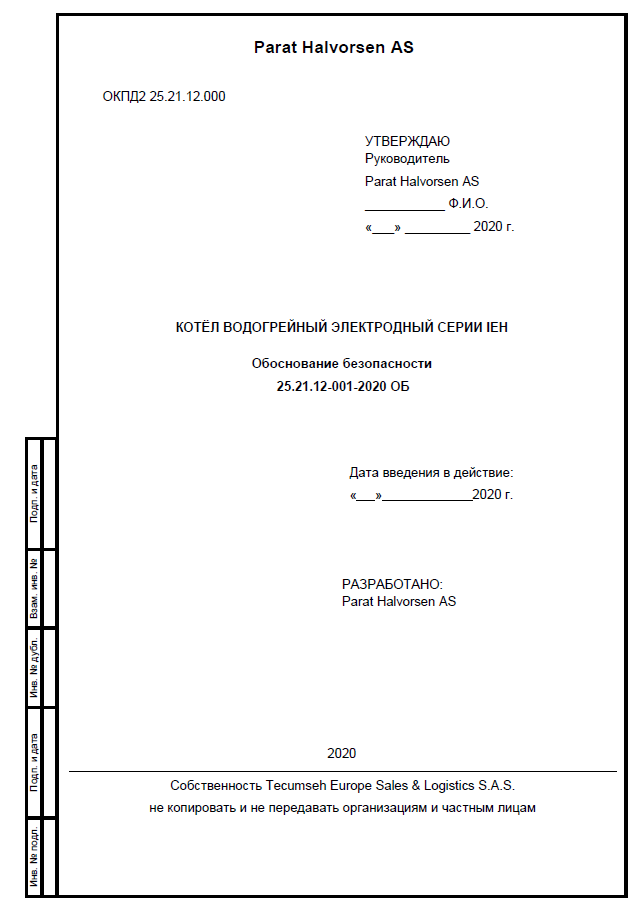 Parat Halvorsen AS
ОКПД2 25.21.12.000
УТВЕРЖДАЮ
Руководитель
Parat Halvorsen AS
___________ Ф.И.О.
«___» _________ 2020 г.
КОТЁЛ ВОДОГРЕЙНЫЙ ЭЛЕКТРОДНЫЙ СЕРИИ IEH
Обоснование безопасности
25.21.12-001-2020 ОБ
Дата введения в действие:
«__»____________2020 г.
РАЗРАБОТАНО:
Parat Halvorsen AS
Подп. и дата
Взам. инв. №
Инв. № дубл.
Подп. и дата
Инв. № подл.
2020
Собственность Tecumseh Europe Sales & Logistics S.A.S.
не копировать и не передавать организациям и частным лицам